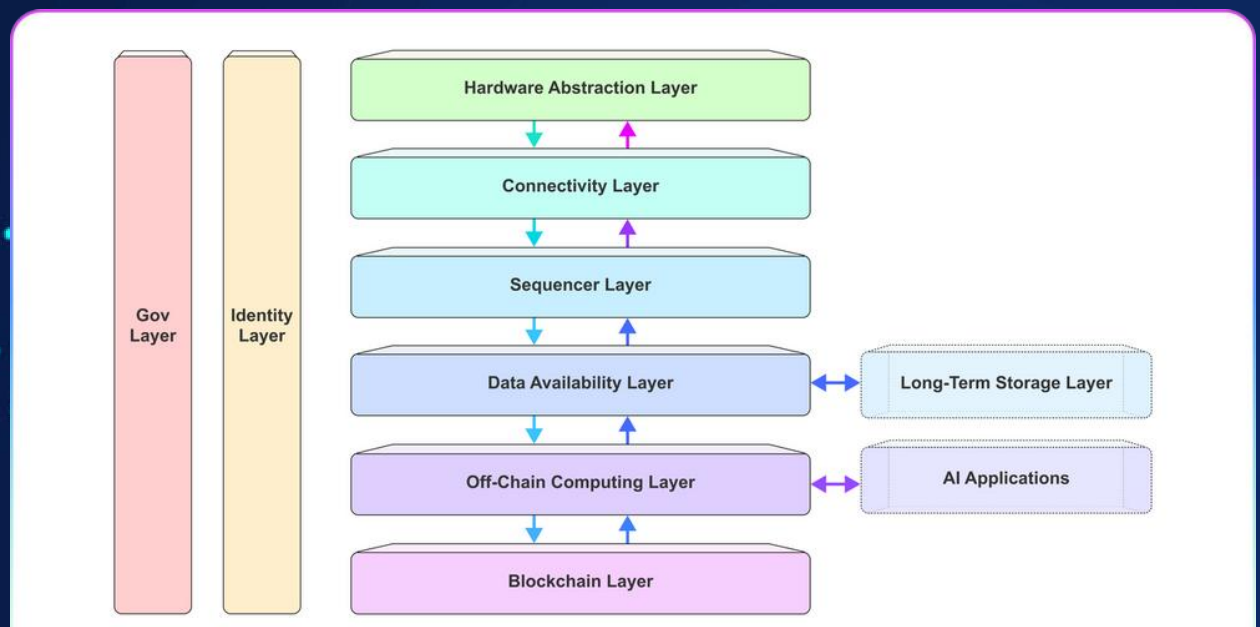 Hardware Abstraction Layer
Connectivity Layer
Sequencer Layer
Gov
Layer
Identity
Layer
Data Availability Layer
Long-Term Storage Layer
Off-Chain Computing Layer
AI Applications
Blockchain Layer